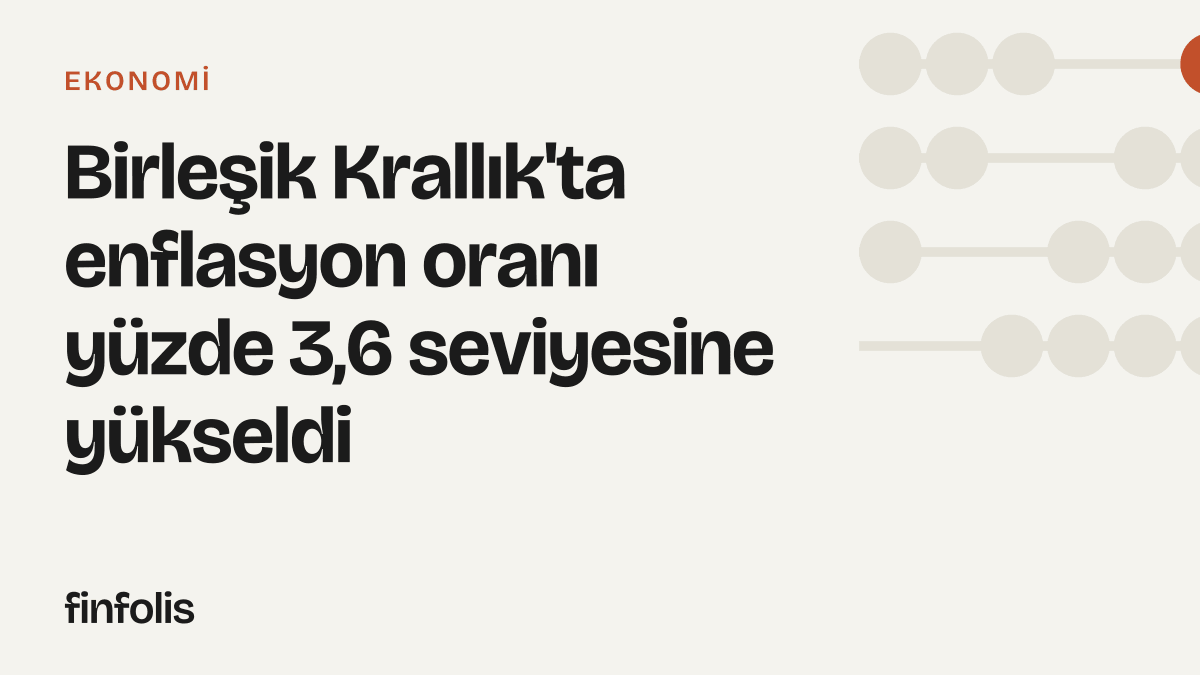 EKONOMİ
Birleşik Krallık'ta
enflasyon oranı
yüzde 3,6 seviyesine
yükseldi
finfolis